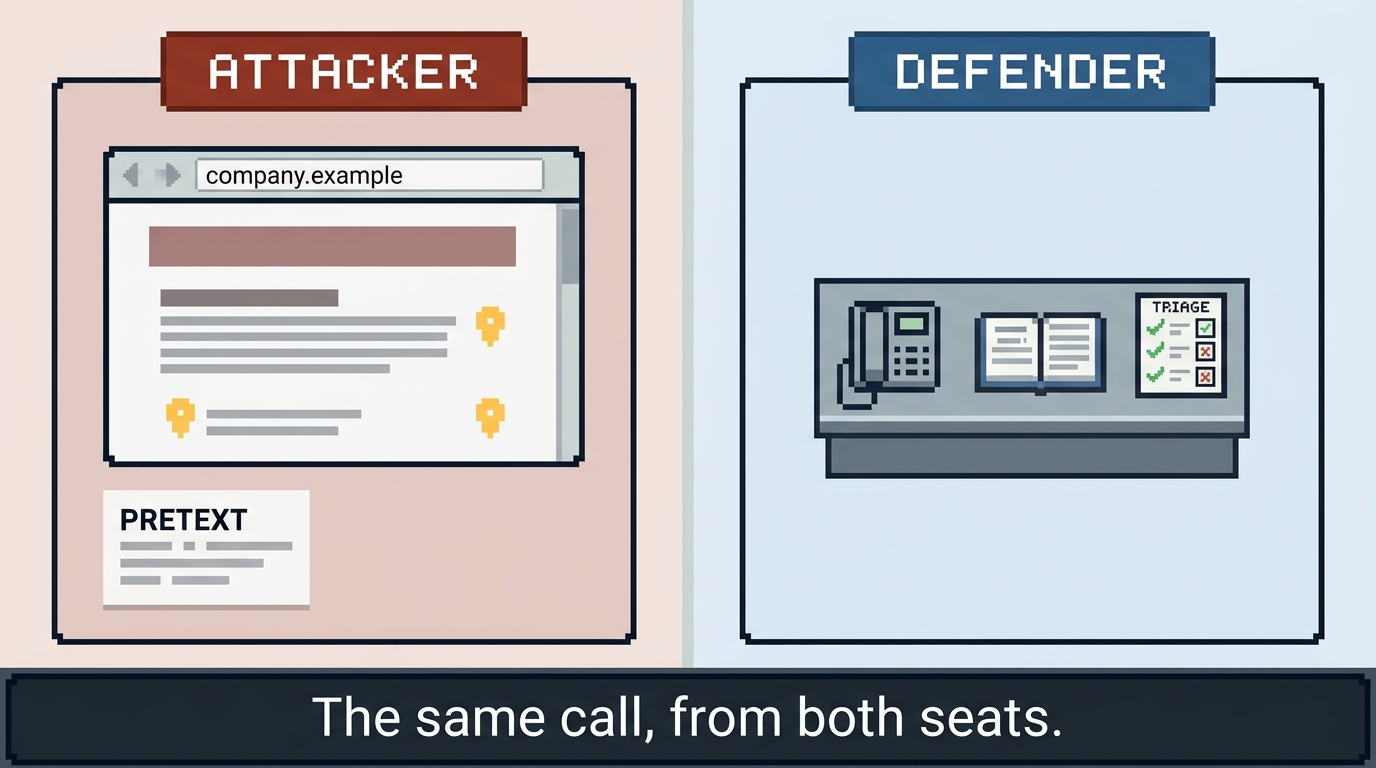 ATTACKER
company.example
PRETEXT
DEFENDER
TRIAGE
The same call, from both seats.